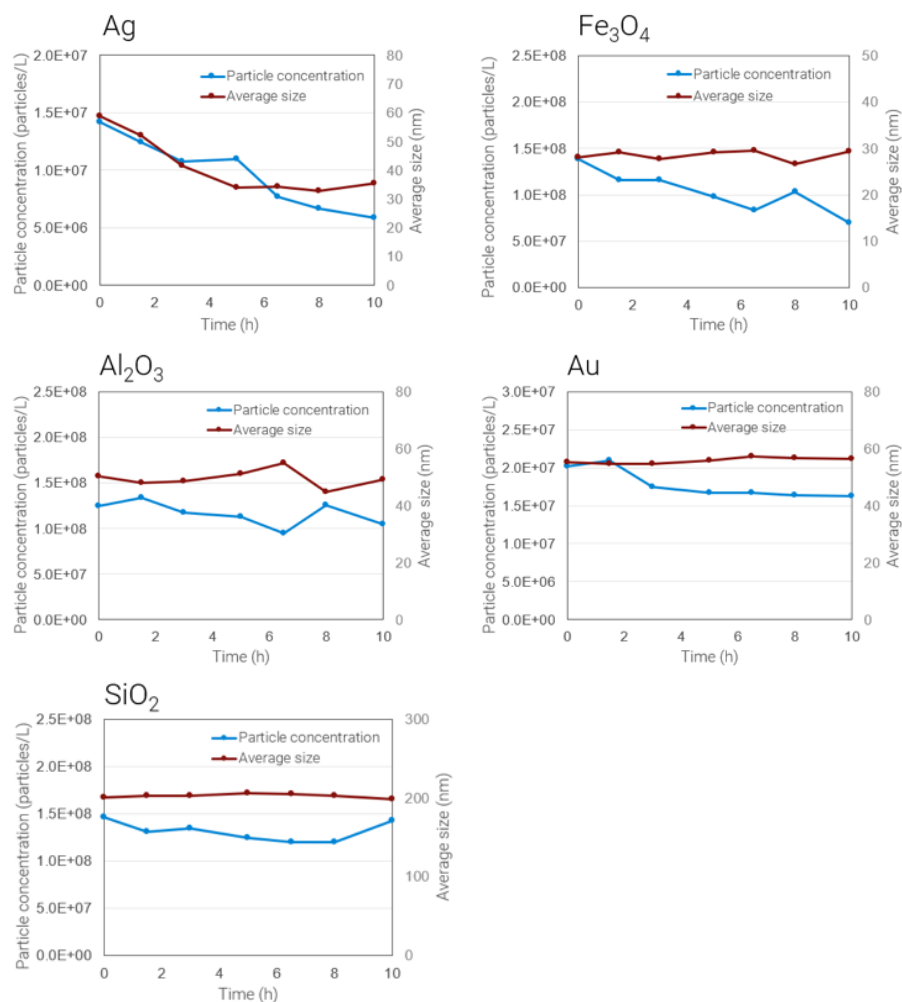 Ag
Particle concentration (particles/L)
2.0E+07
1.5E+07
1.0E+07
5.0E+06
0.0E+00
Particle concentration
Average size
80
70
60
50
40
30
20
10
0
Average size (nm)
0 2 4 6 8 10
Time (h)
Fe₃O₄
Particle concentration (particles/L)
2.5E+08
2.0E+08
1.5E+08
1.0E+08
5.0E+07
0.0E+00
Particle concentration
Average size
50
40
30
20
10
0
Average size (nm)
0 2 4 6 8 10
Time (h)
Al₂O₃
Particle concentration (particles/L)
2.5E+08
2.0E+08
1.5E+08
1.0E+08
5.0E+07
0.0E+00
Particle concentration
Average size
80
60
40
20
0
Average size (nm)
0 2 4 6 8 10
Time (h)
Au
Particle concentration (particles/L)
3.0E+07
2.5E+07
2.0E+07
1.5E+07
1.0E+07
5.0E+06
0.0E+00
Particle concentration
Average size
80
60
40
20
0
Average size (nm)
0 2 4 6 8 10
Time (h)
SiO₂
Particle concentration (particles/L)
2.5E+08
2.0E+08
1.5E+08
1.0E+08
5.0E+07
0.0E+00
Particle concentration
Average size
300
200
100
0
Average size (nm)
0 2 4 6 8 10
Time (h)